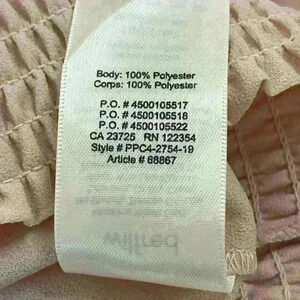 Body: 100% Polyester
Corps: 100% Polyester
P.O. # 4500105517
P.O. # 4500105518
P.O. # 4500105522
CA 23725 RN 122354
Style # PPC4-2754-19
Article # 68867
wilfred